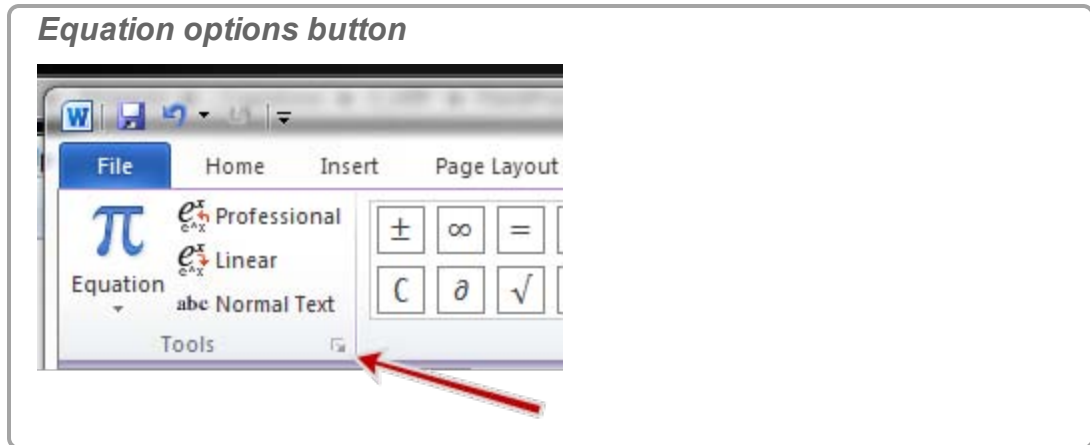 Equation options button
W
File Home Insert Page Layout
π Equation
Professional
Linear
abc Normal Text
± ∞ =
C ∂ √
Tools